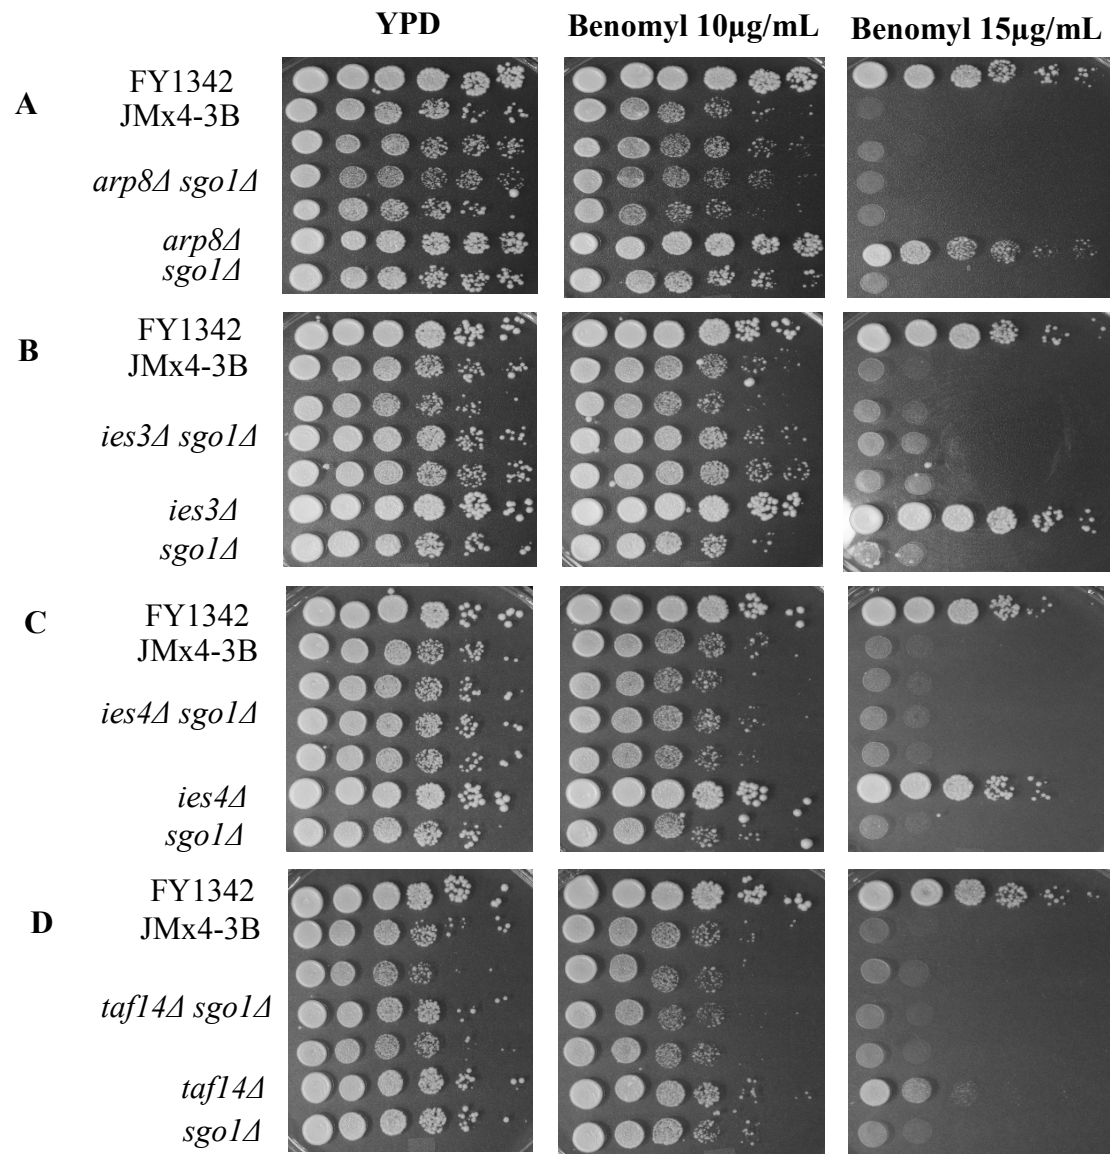 YPD Benomyl 10µg/mL Benomyl 15µg/mL
A
FY1342
JMx4-3B
arp8Δ sgo1Δ
arp8Δ
sgo1Δ
B
FY1342
JMx4-3B
ies3Δ sgo1Δ
ies3Δ
sgo1Δ
C
FY1342
JMx4-3B
ies4Δ sgo1Δ
ies4Δ
sgo1Δ
D
FY1342
JMx4-3B
taf14Δ sgo1Δ
taf14Δ
sgo1Δ